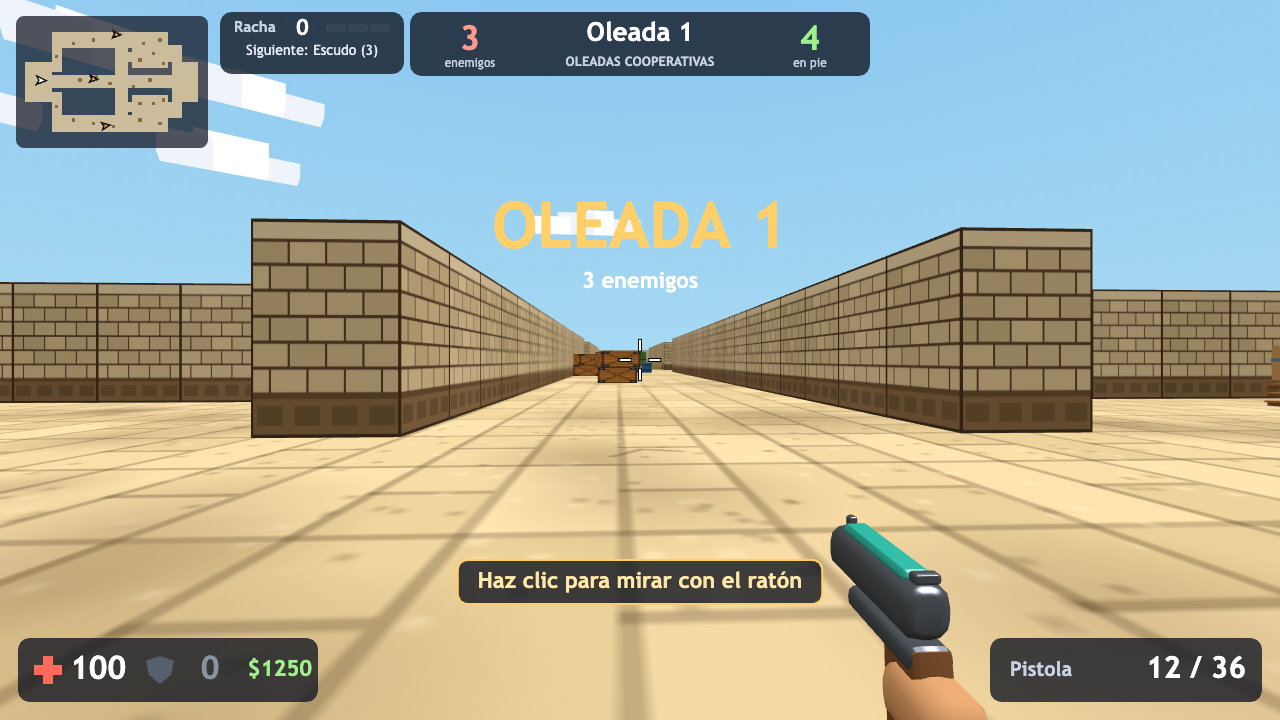 Racha 0
Siguiente: Escudo (3)
3
enemigos
Oleada 1
OLEADAS COOPERATIVAS
4
en pie
OLEADA 1
3 enemigos
Haz clic para mirar con el ratón
100 0 $1250
Pistola 12 / 36